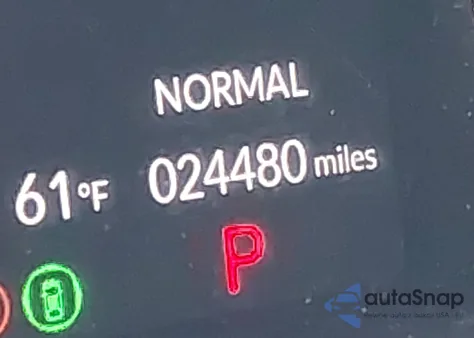 NORMAL
61°F 024480 miles
P
autaSnap